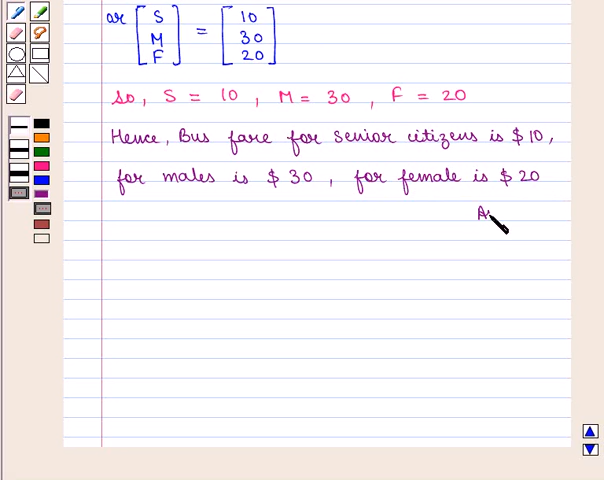 or [S M F] = [10 30 20]
So, S = 10, M = 30, F = 20
Hence, Bus fare for senior citizens is $10,
for males is $30, for female is $20